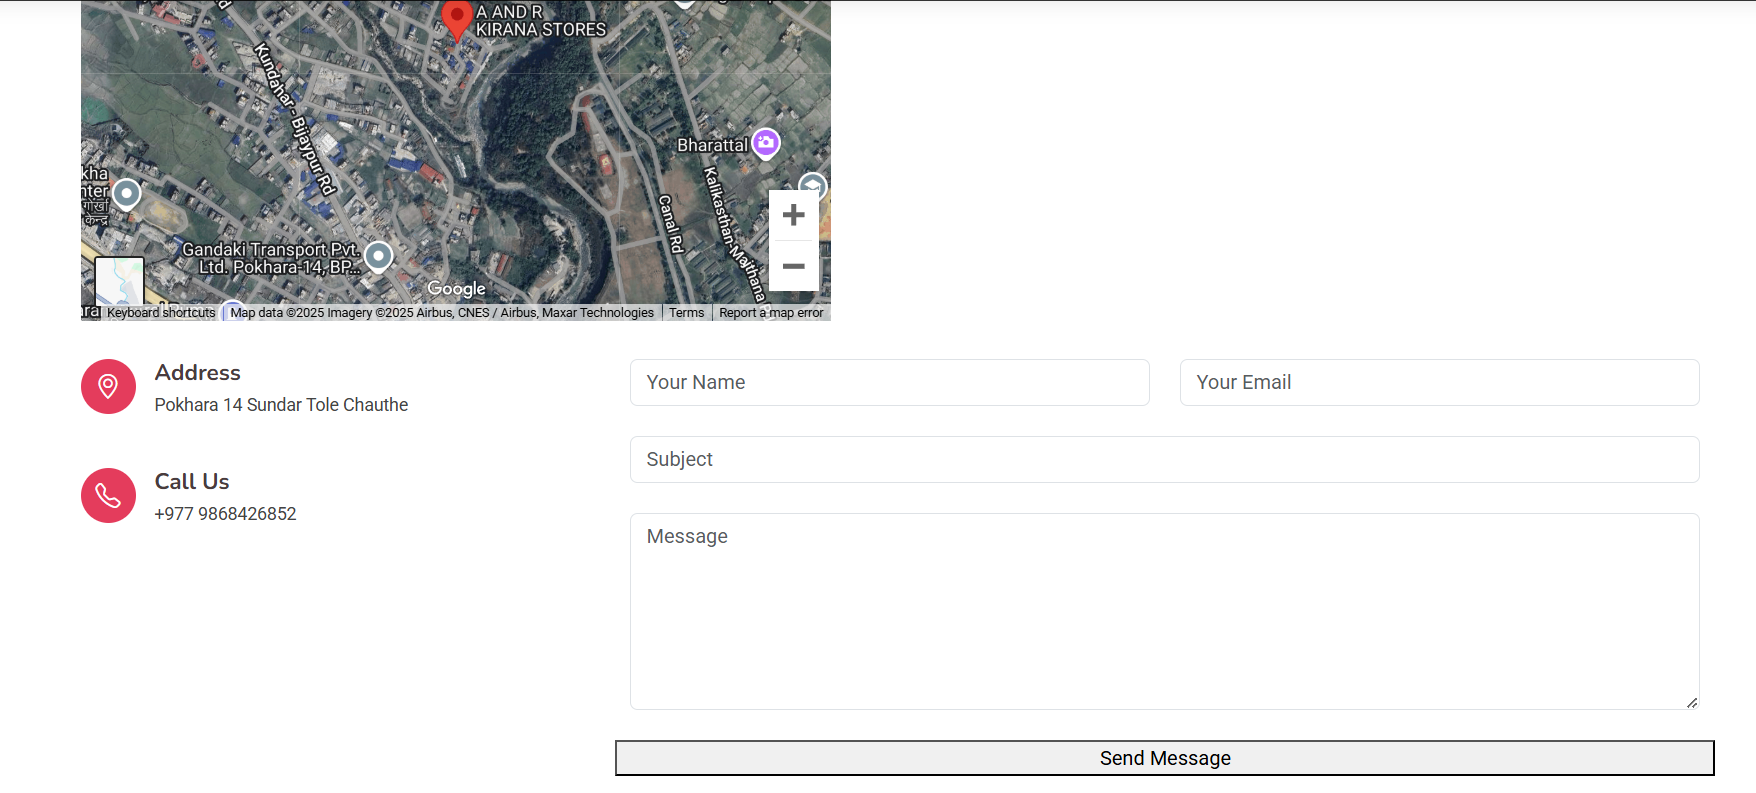 A AND R
KIRANA STORES
Kundahar - Bijaypur Rd
Bharattal
Kalikasthan-Maithana
Canal Rd
kha
nter
गोर्खा
केन्द्र
Gandaki Transport Pvt.
Ltd. Pokhara-14, BP...
Google
Keyboard shortcuts
Map data ©2025 Imagery ©2025 Airbus, CNES / Airbus, Maxar Technologies
Terms
Report a map error
Address
Pokhara 14 Sundar Tole Chauthe
Call Us
+977 9868426852
Your Name
Your Email
Subject
Message
Send Message